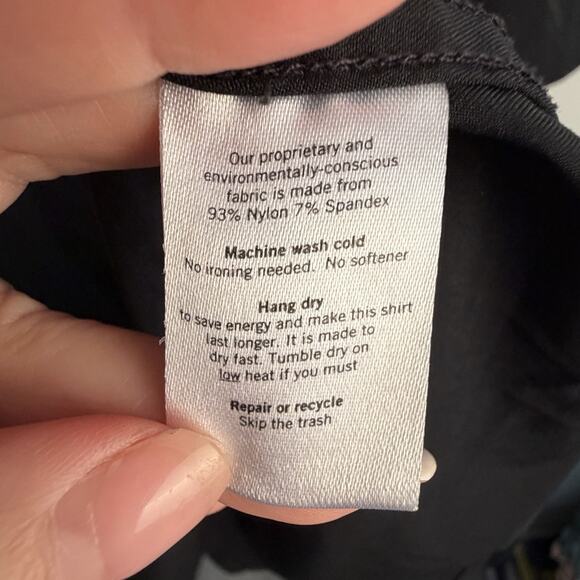 Our proprietary and
environmentally-conscious
fabric is made from
93% Nylon 7% Spandex
Machine wash cold
No ironing needed. No softener
Hang dry
to save energy and make this shirt
last longer. It is made to
dry fast. Tumble dry on
low heat if you must
Repair or recycle
Skip the trash